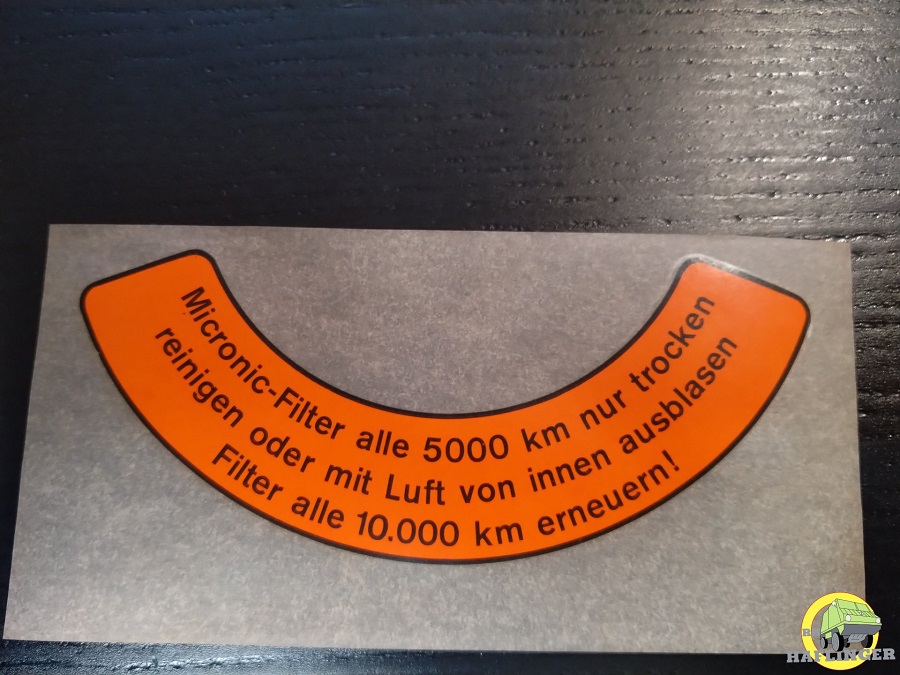 Micronic-Filter alle 5000 km nur trocken
reinigen oder mit Luft von innen ausblasen
Filter alle 10.000 km erneuern!
HAFLINGER